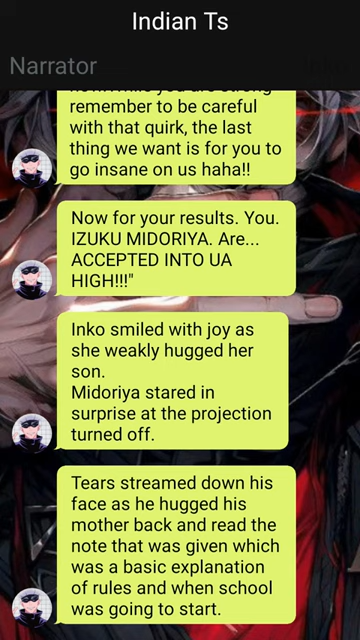 Indian Ts
Narrator
Inko
remember to be careful
with that quirk, the last
thing we want is for you to
go insane on us haha!!
Now for your results. You.
IZUKU MIDORIYA. Are...
ACCEPTED INTO UA
HIGH!!!"
Inko smiled with joy as
she weakly hugged her
son.
Midoriya stared in
surprise at the projection
turned off.
Tears streamed down his
face as he hugged his
mother back and read the
note that was given which
was a basic explanation
of rules and when school
was going to start.